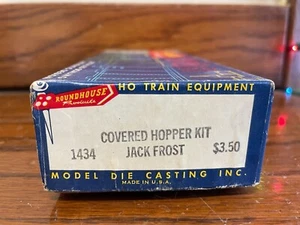 ROUNDHOUSE
Products
HO TRAIN EQUIPMENT
COVERED HOPPER KIT
1434 JACK FROST $3.50
MODEL DIE CASTING INC.
MADE IN U.S.A.